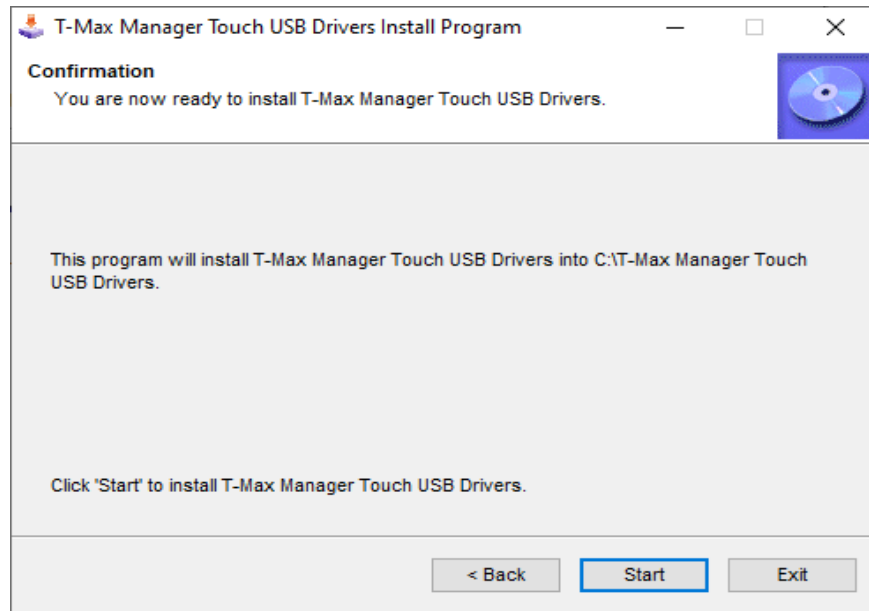 T-Max Manager Touch USB Drivers Install Program
Confirmation
You are now ready to install T-Max Manager Touch USB Drivers.
This program will install T-Max Manager Touch USB Drivers into C:\T-Max Manager Touch
USB Drivers.
Click 'Start' to install T-Max Manager Touch USB Drivers.
< Back Start Exit